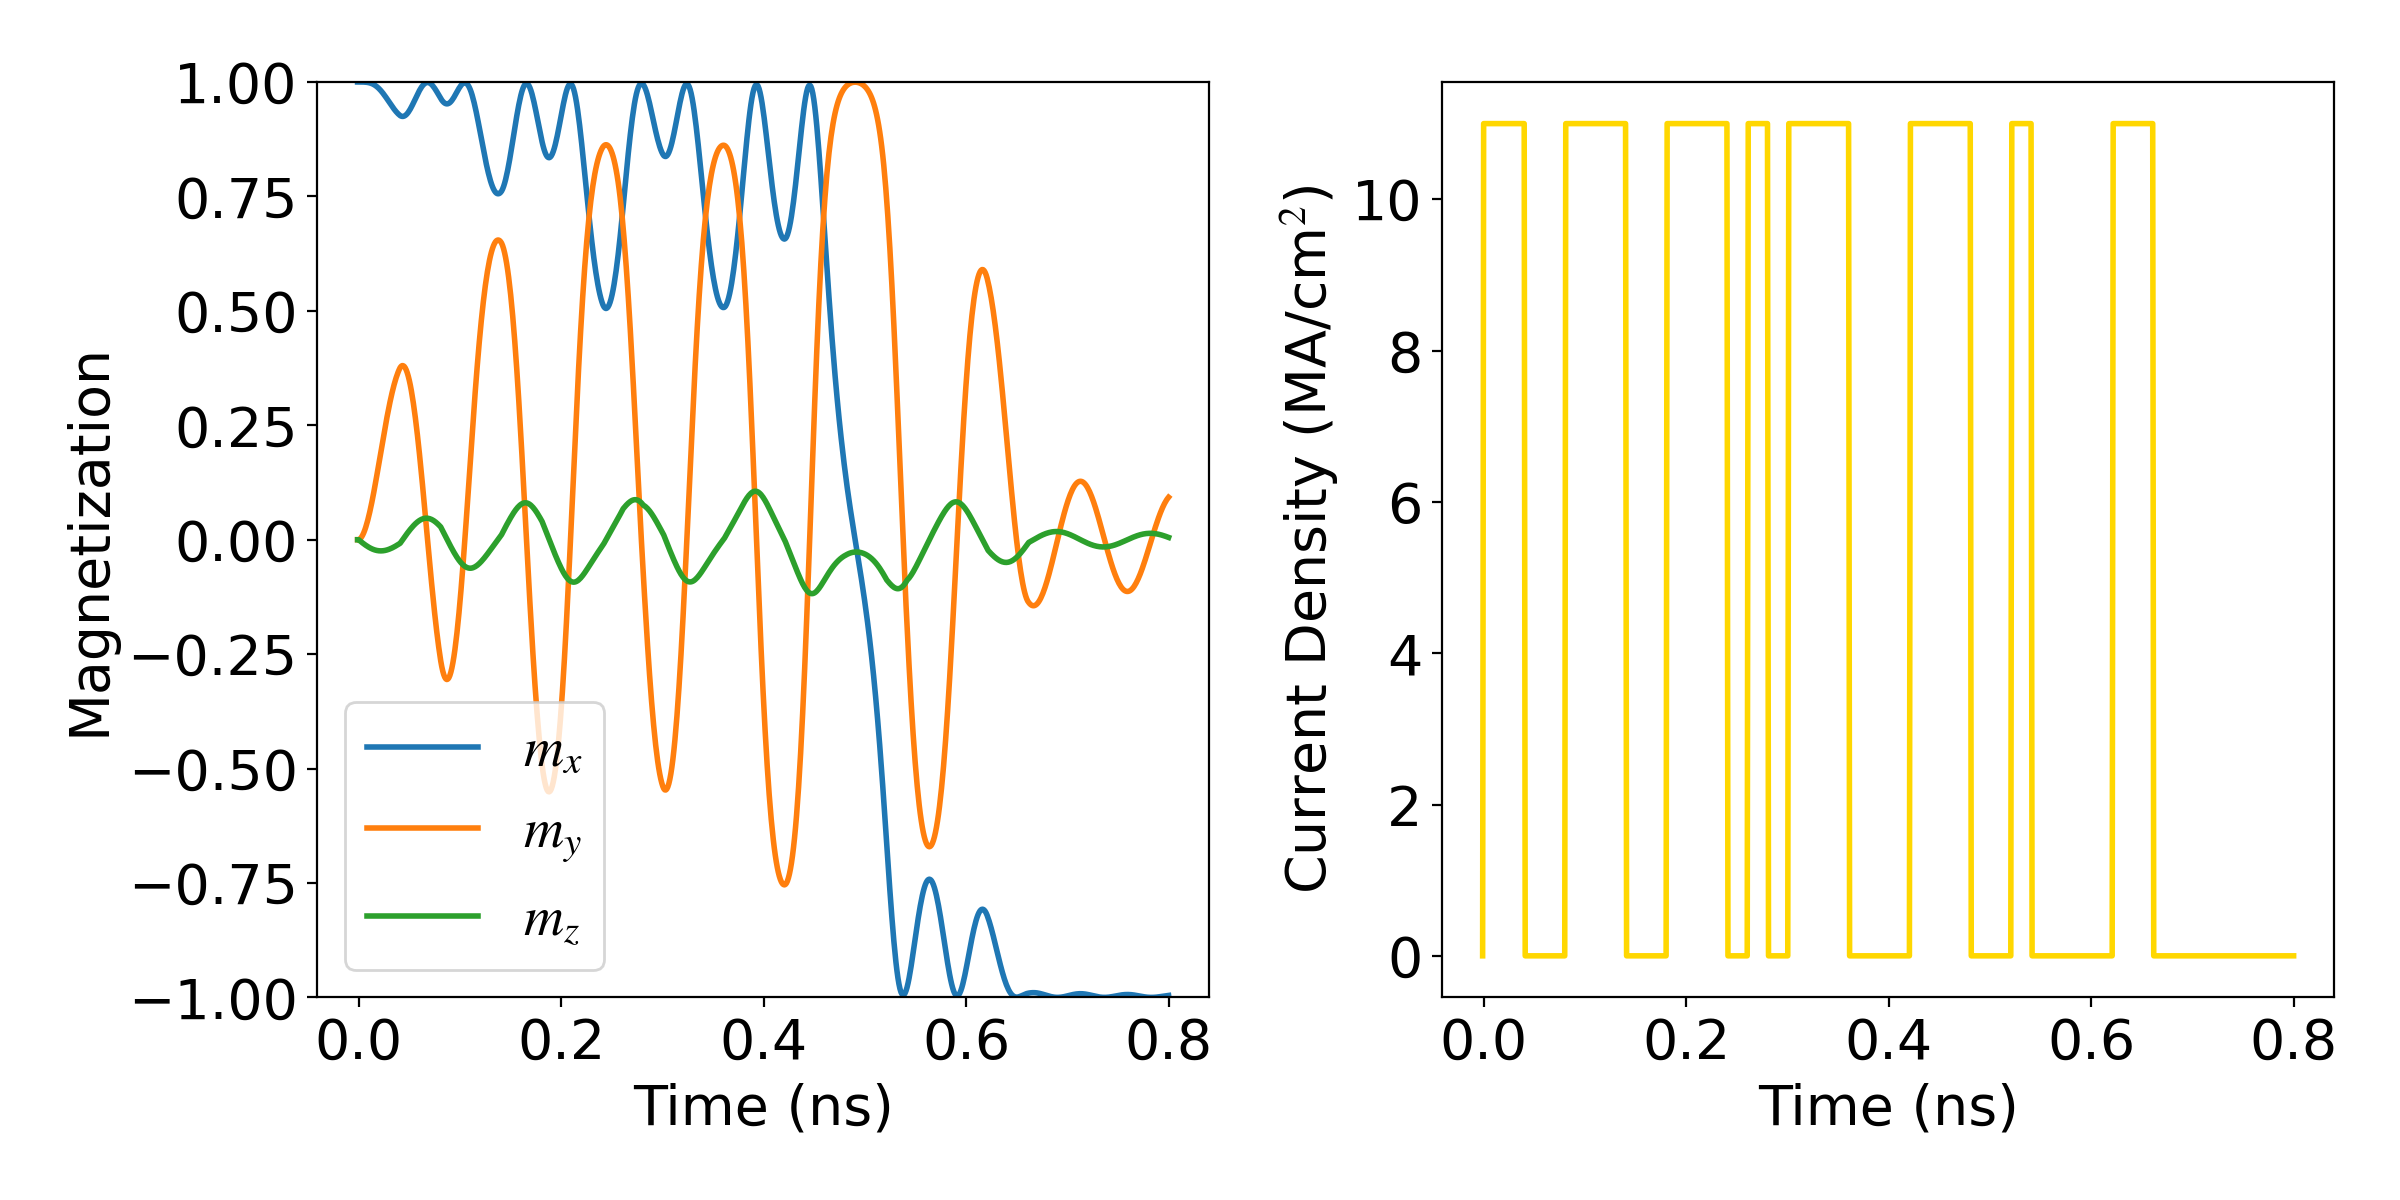 Magnetization
1.00
0.75
0.50
0.25
0.00
−0.25
−0.50
−0.75
−1.00
0.0 0.2 0.4 0.6 0.8
Time (ns)
m_x
m_y
m_z
Current Density (MA/cm²)
10
8
6
4
2
0
0.0 0.2 0.4 0.6 0.8
Time (ns)